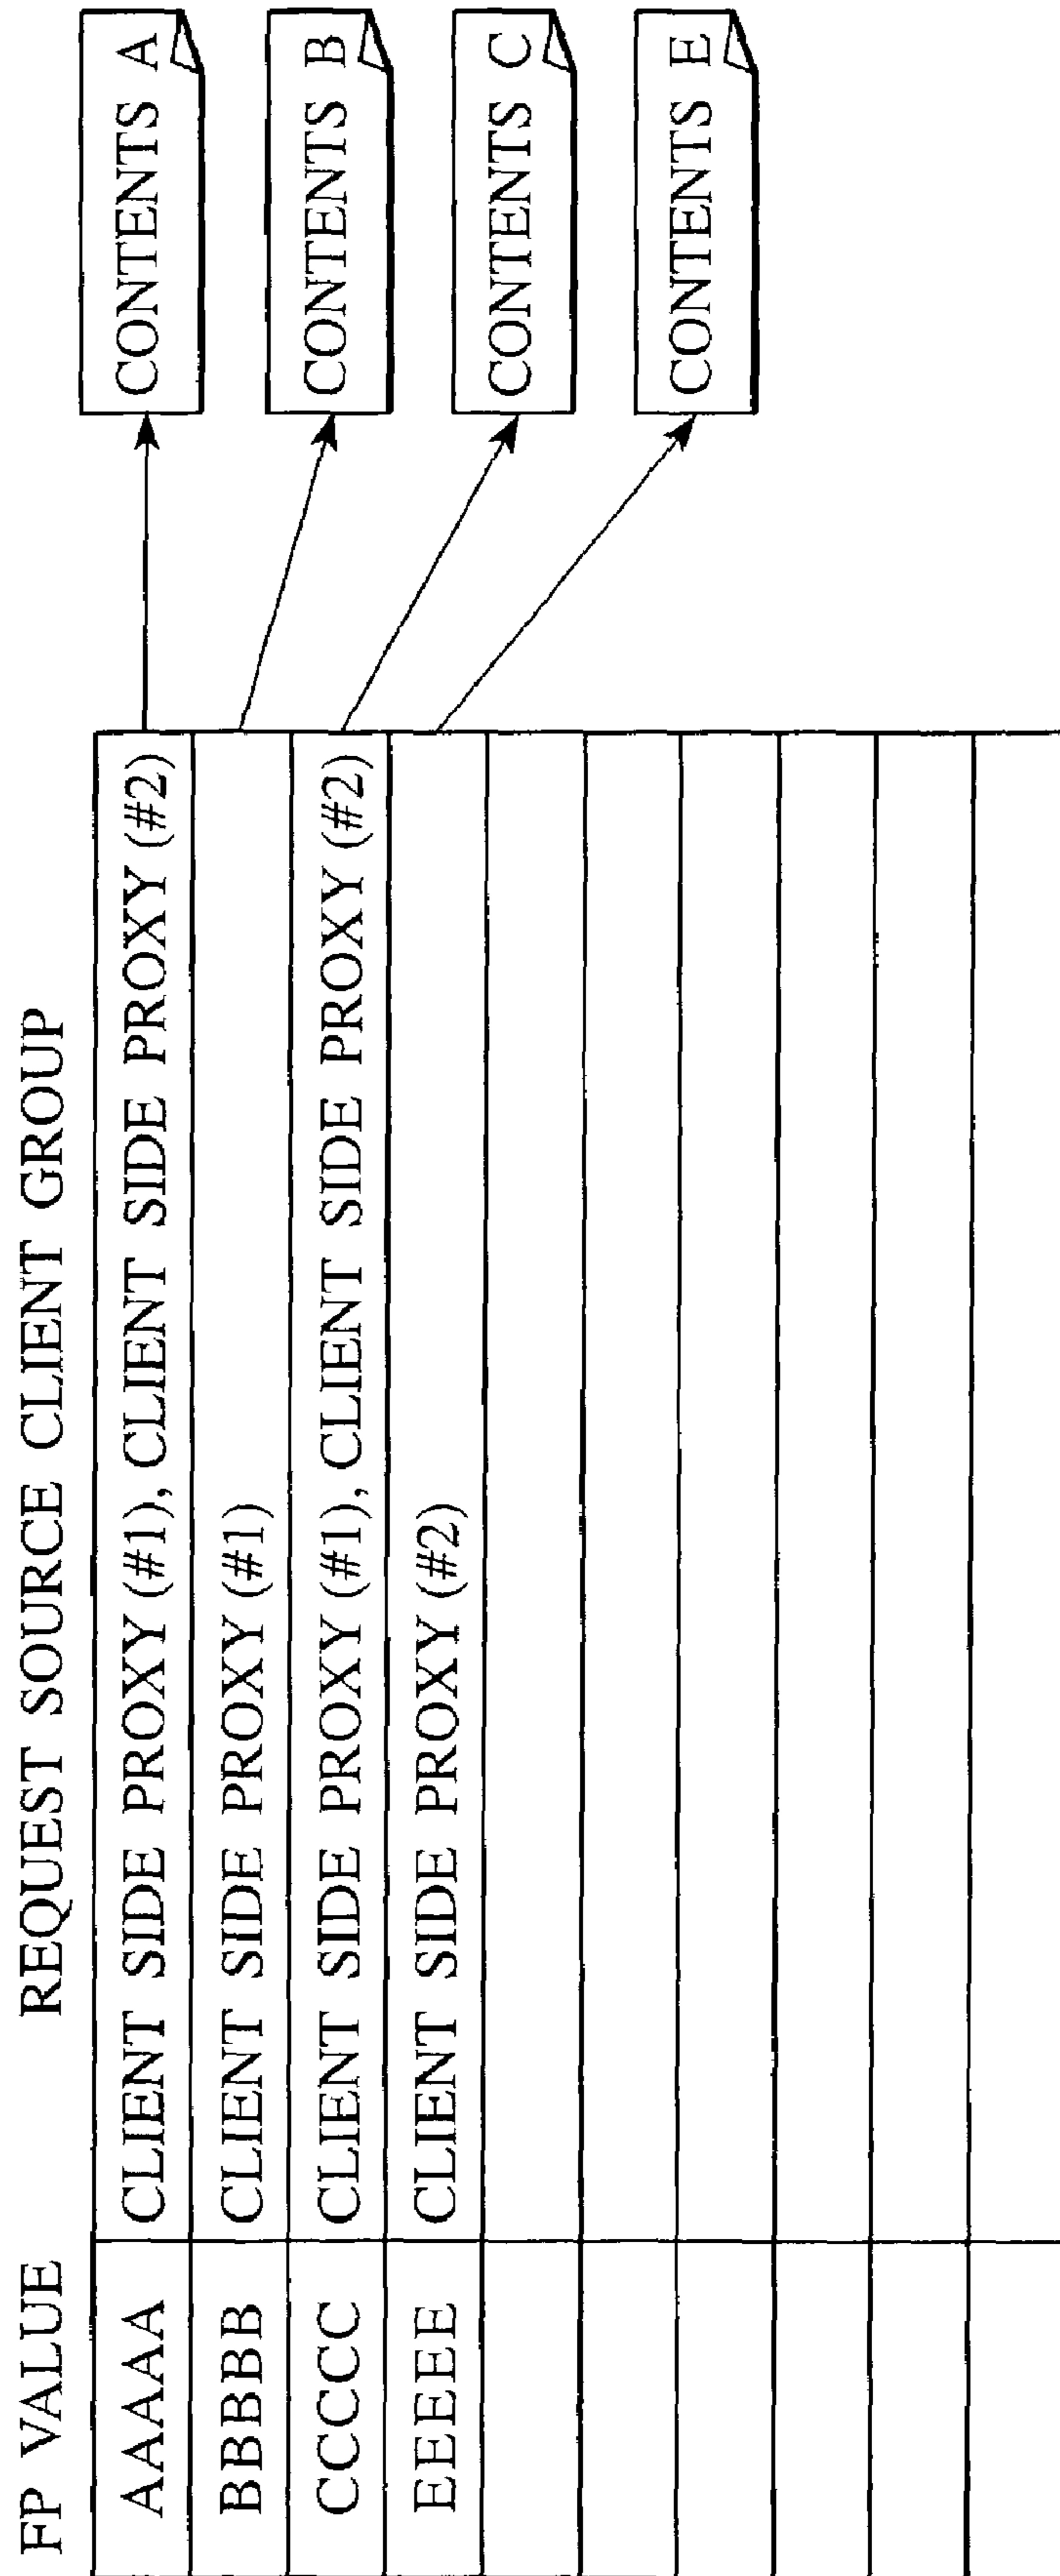 FP VALUE REQUEST SOURCE CLIENT GROUP
AAAAA CLIENT SIDE PROXY (#1), CLIENT SIDE PROXY (#2) CONTENTS A
BBBBB CLIENT SIDE PROXY (#1) CONTENTS B
CCCCC CLIENT SIDE PROXY (#1), CLIENT SIDE PROXY (#2) CONTENTS C
EEEEE CLIENT SIDE PROXY (#2) CONTENTS E